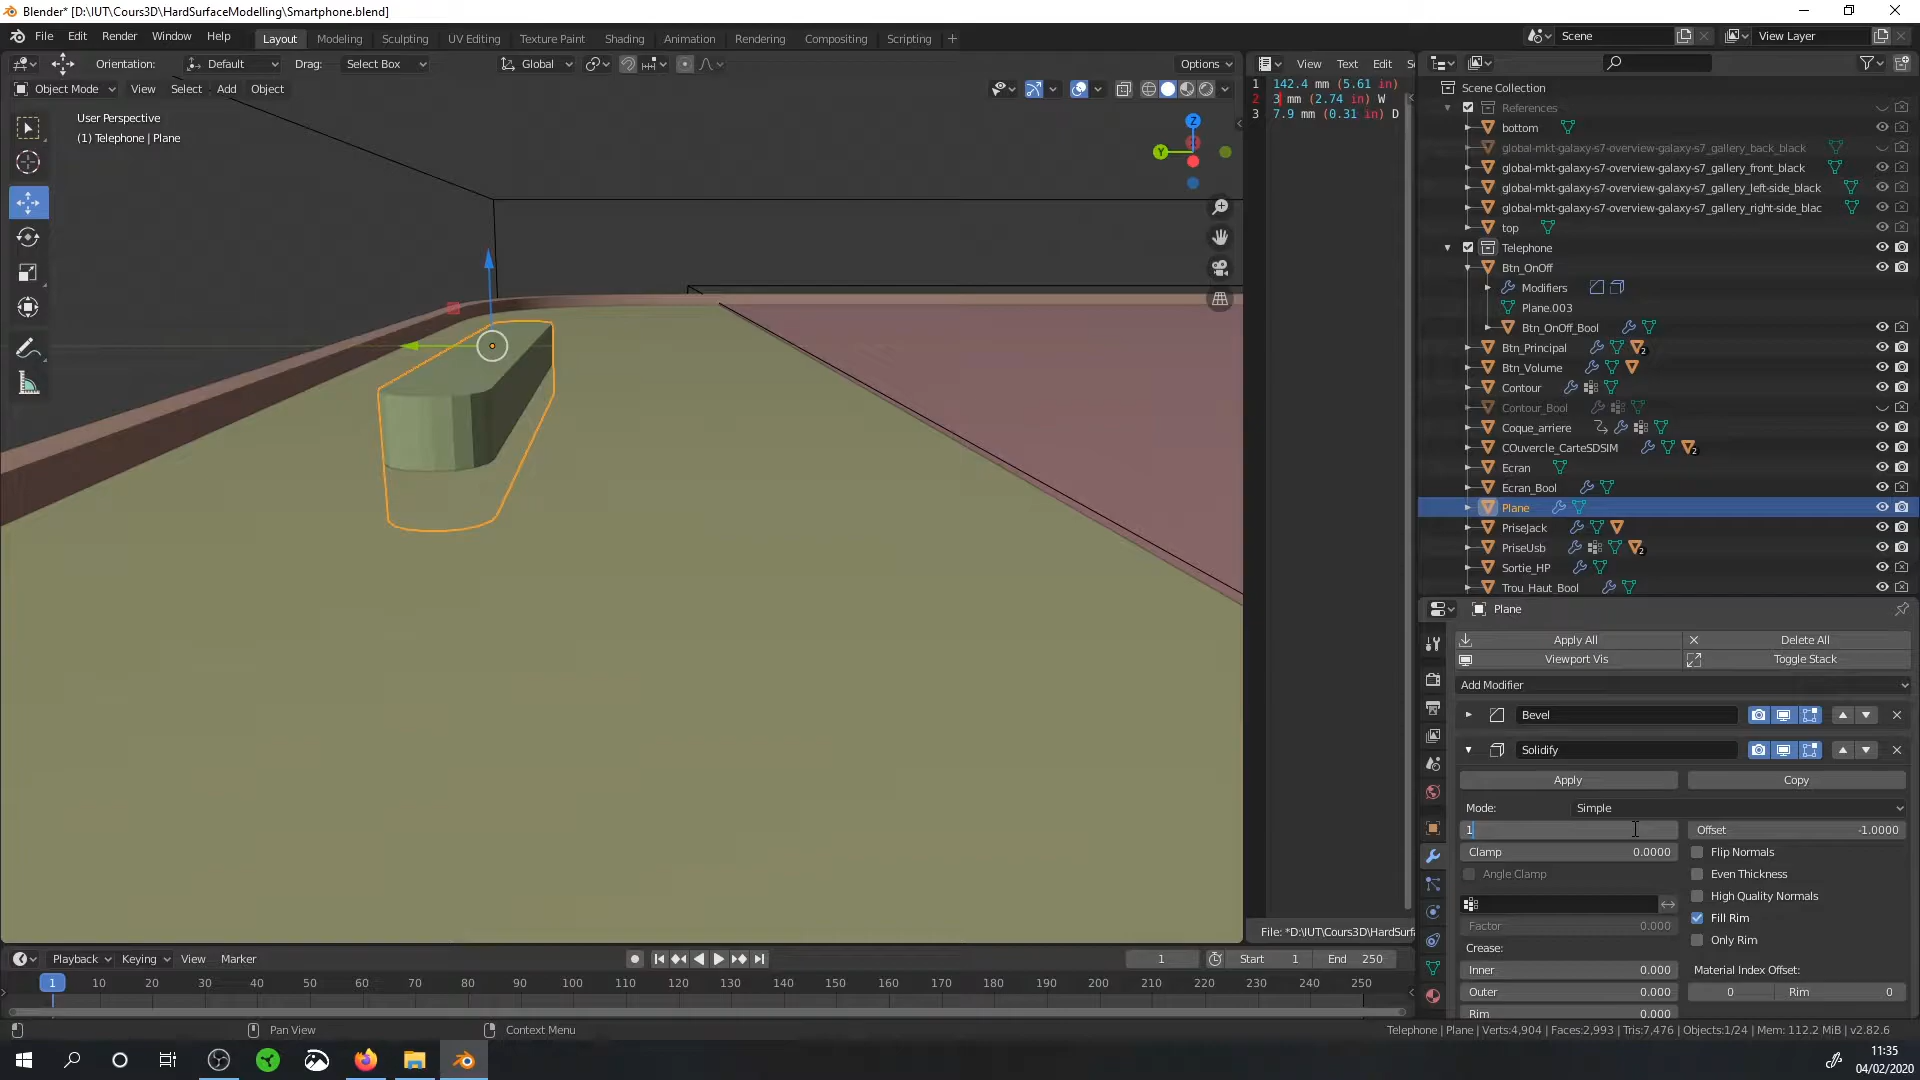 Blender* [D:\IUT\Cours3D\HardSurfaceModelling\Smartphone.blend]
File Edit Render Window Help
Layout Modeling Sculpting UV Editing Texture Paint Shading Animation Rendering Compositing Scripting +
Scene
View Layer
Orientation: Default Drag: Select Box Global Options
Object Mode View Select Add Object
User Perspective
(1) Telephone | Plane
Z
Y
View Text Edit
1 142.4 mm (5.61 in)
2 3 mm (2.74 in) W
3 7.9 mm (0.31 in) D
File: *D:\IUT\Cours3D\HardSurf
Scene Collection
References
bottom
global-mkt-galaxy-s7-overview-galaxy-s7_gallery_back_black
global-mkt-galaxy-s7-overview-galaxy-s7_gallery_front_black
global-mkt-galaxy-s7-overview-galaxy-s7_gallery_left-side_black
global-mkt-galaxy-s7-overview-galaxy-s7_gallery_right-side_blac
top
Telephone
Btn_OnOff
Modifiers
Plane.003
Btn_OnOff_Bool
Btn_Principal 2
Btn_Volume
Contour
Contour_Bool
Coque_arriere
COuvercle_CarteSDSIM 2
Ecran
Ecran_Bool
Plane
PriseJack
PriseUsb 2
Sortie_HP
Trou_Haut_Bool
Plane
Apply All Delete All
Viewport Vis Toggle Stack
Add Modifier
Bevel
Solidify
Apply Copy
Mode: Simple
1 Offset -1.0000
Clamp 0.0000 Flip Normals
Angle Clamp Even Thickness
High Quality Normals
Factor 0.000 Fill Rim
Crease: Only Rim
Inner 0.000 Material Index Offset:
Outer 0.000 0 Rim 0
Rim 0.000
Playback Keying View Marker 1 Start 1 End 250
1 10 20 30 40 50 60 70 80 90 100 110 120 130 140 150 160 170 180 190 200 210 220 230 240 250
Pan View Context Menu
Telephone | Plane | Verts:4,904 | Faces:2,993 | Tris:7,476 | Objects:1/24 | Mem: 112.2 MiB | v2.82.6
11:35
04/02/2020